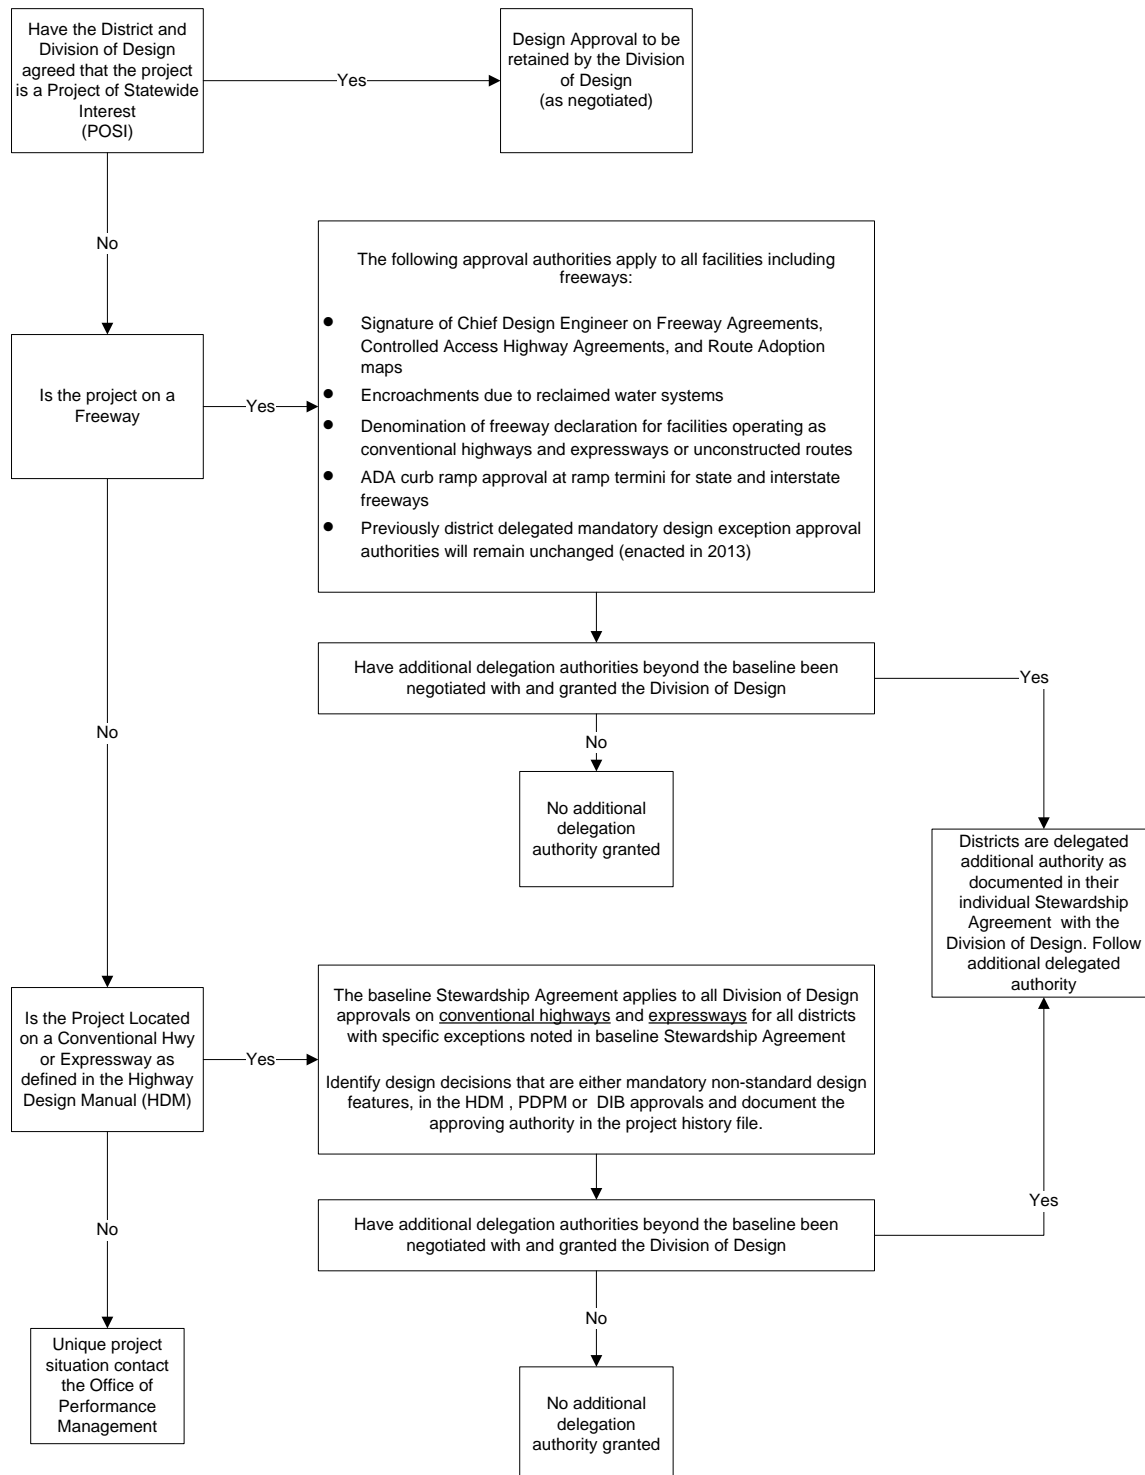 Have the District and
Division of Design
agreed that the project
is a Project of Statewide
Interest
(POSI)
Yes
Design Approval to be
retained by the Division
of Design
(as negotiated)
No
Is the project on a
Freeway
Yes
The following approval authorities apply to all facilities including
freeways:
● Signature of Chief Design Engineer on Freeway Agreements,
Controlled Access Highway Agreements, and Route Adoption
maps
● Encroachments due to reclaimed water systems
● Denomination of freeway declaration for facilities operating as
conventional highways and expressways or unconstructed routes
● ADA curb ramp approval at ramp termini for state and interstate
freeways
● Previously district delegated mandatory design exception approval
authorities will remain unchanged (enacted in 2013)
Have additional delegation authorities beyond the baseline been
negotiated with and granted the Division of Design
Yes
No
No
No additional
delegation
authority granted
Districts are delegated
additional authority as
documented in their
individual Stewardship
Agreement with the
Division of Design. Follow
additional delegated
authority
Is the Project Located
on a Conventional Hwy
or Expressway as
defined in the Highway
Design Manual (HDM)
Yes
The baseline Stewardship Agreement applies to all Division of Design
approvals on conventional highways and expressways for all districts
with specific exceptions noted in baseline Stewardship Agreement
Identify design decisions that are either mandatory non-standard design
features, in the HDM , PDPM or DIB approvals and document the
approving authority in the project history file.
Yes
Have additional delegation authorities beyond the baseline been
negotiated with and granted the Division of Design
No
No
Unique project
situation contact
the Office of
Performance
Management
No additional
delegation
authority granted